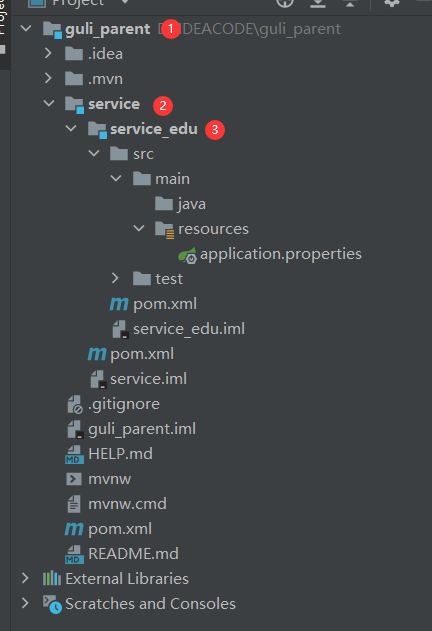 Project
guli_parent 1 IDEACODE\guli_parent
.idea
.mvn
service 2
service_edu 3
src
main
java
resources
application.properties
test
pom.xml
service_edu.iml
pom.xml
service.iml
.gitignore
guli_parent.iml
HELP.md
mvnw
mvnw.cmd
pom.xml
README.md
External Libraries
Scratches and Consoles